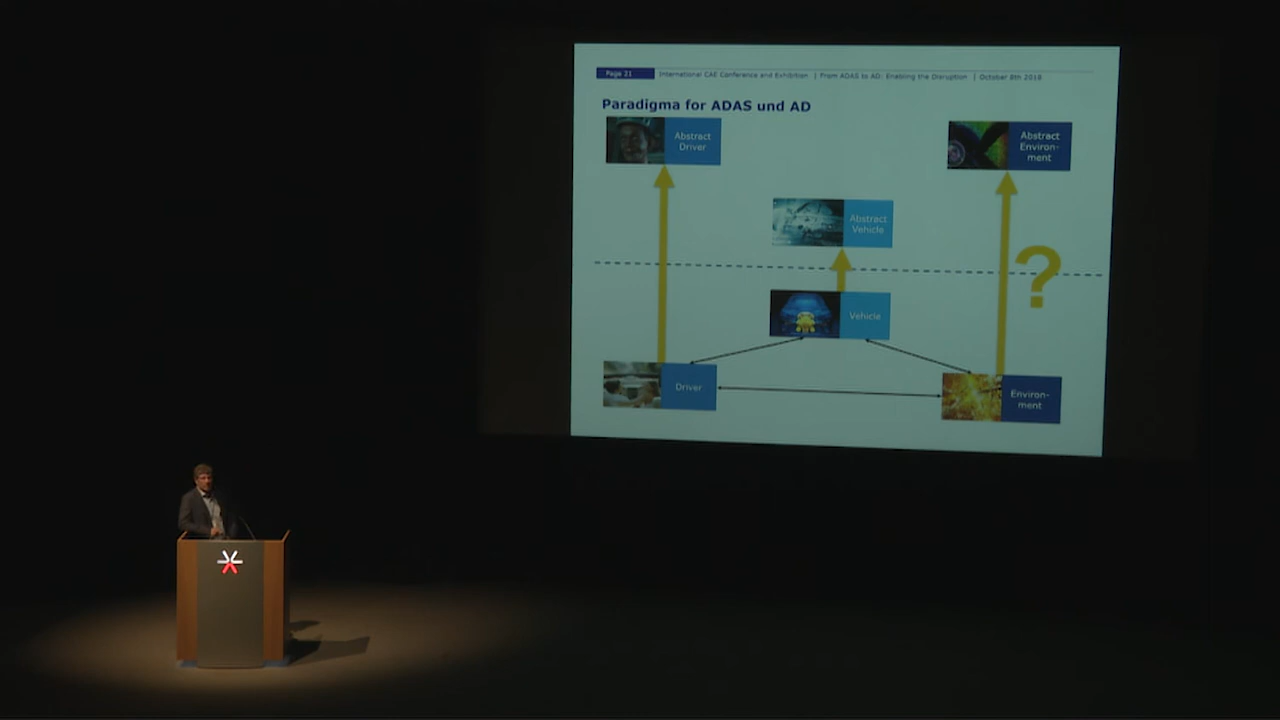 Page 21 International CAE Conference and Exhibition | From ADAS to AD: Enabling the Disruption | October 8th 2018
Paradigma for ADAS und AD
Abstract
Driver
Abstract
Environ-
ment
Abstract
Vehicle
?
Vehicle
Driver
Environ-
ment